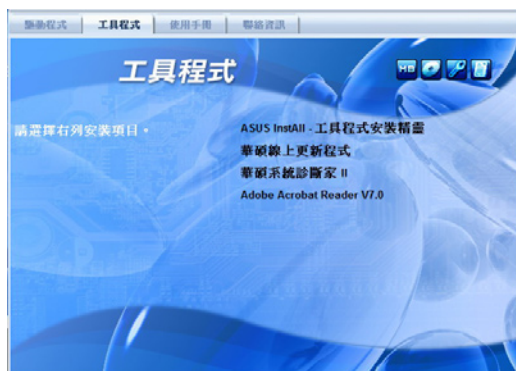 驅動程式 工具程式 使用手冊 聯絡資訊
工具程式
請選擇右列安裝項目。
ASUS InstAll - 工具程式安裝精靈
華碩線上更新程式
華碩系統診斷家 II
Adobe Acrobat Reader V7.0